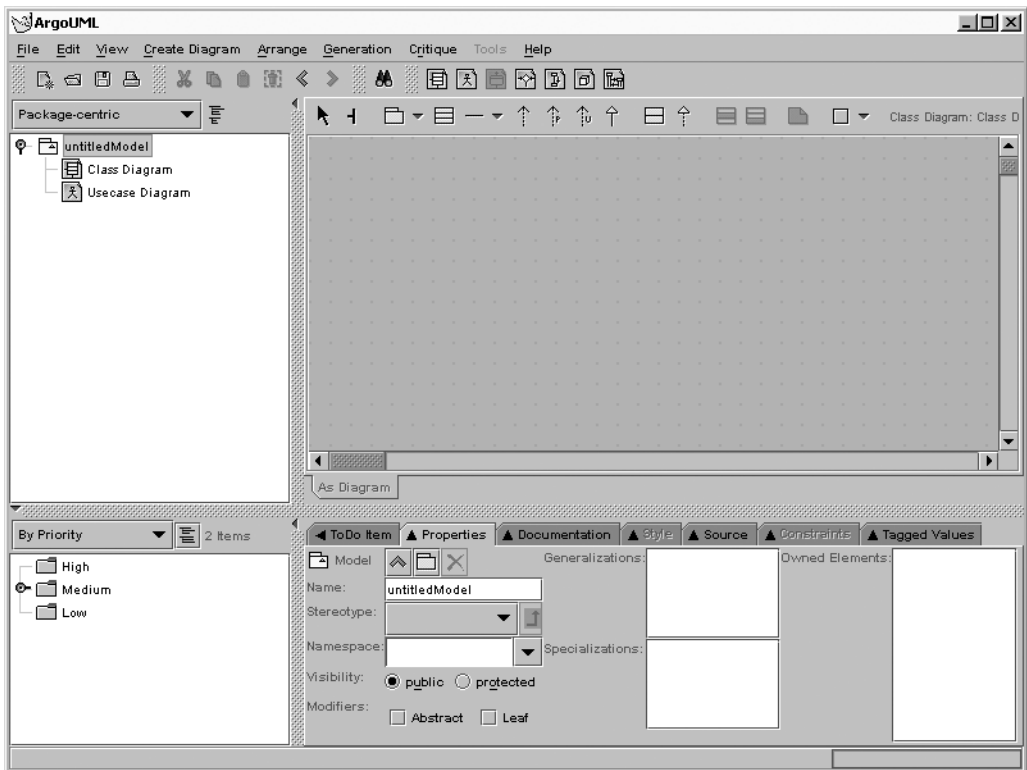 ArgoUML
File Edit View Create Diagram Arrange Generation Critique Tools Help
Package-centric
Class Diagram: Class D
untitledModel
Class Diagram
Usecase Diagram
As Diagram
By Priority
2 Items
High
Medium
Low
ToDo Item Properties Documentation Style Source Constraints Tagged Values
Model
Name: untitledModel
Stereotype:
Namespace:
Visibility: public protected
Modifiers: Abstract Leaf
Generalizations:
Specializations:
Owned Elements: